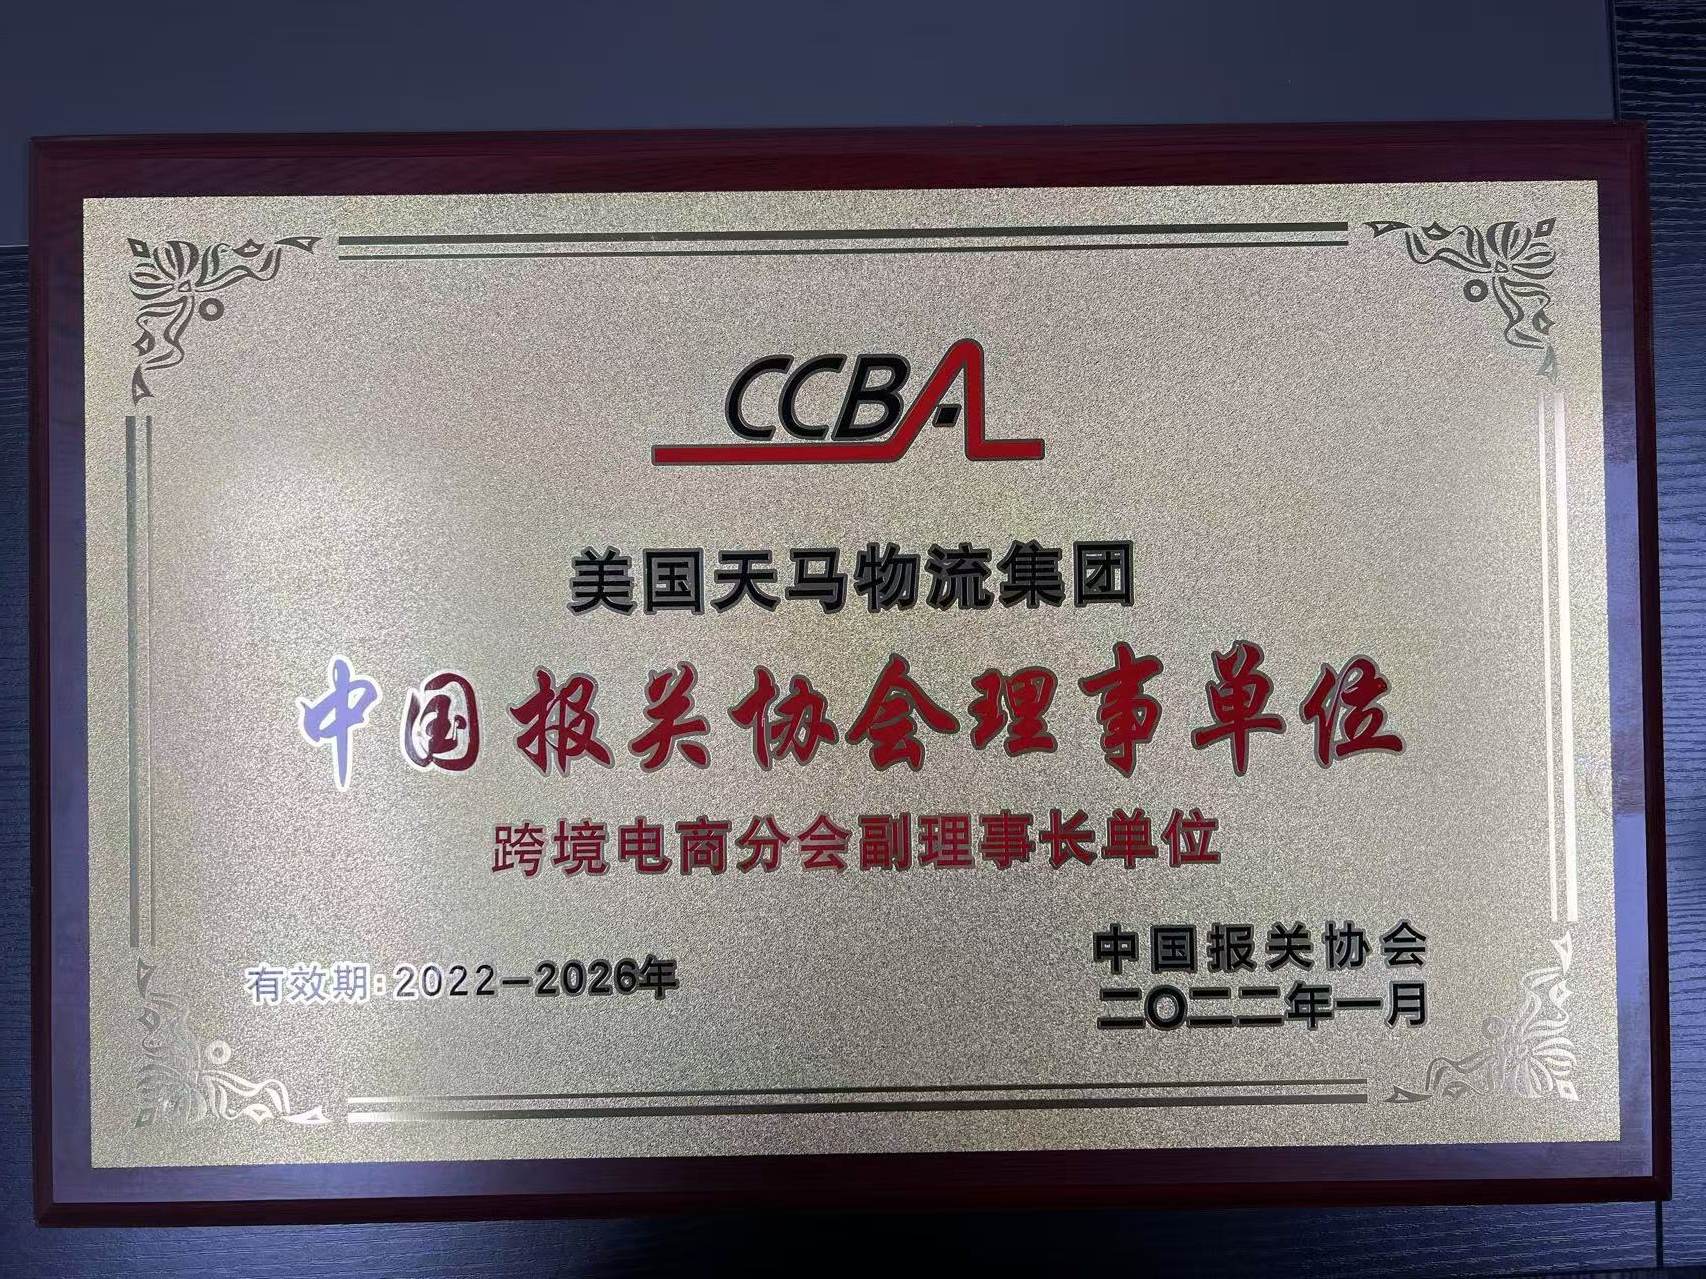 CCBA
美国天马物流集团
中国报关协会理事单位
跨境电商分会副理事长单位
有效期:2022-2026年
中国报关协会
二〇二二年一月